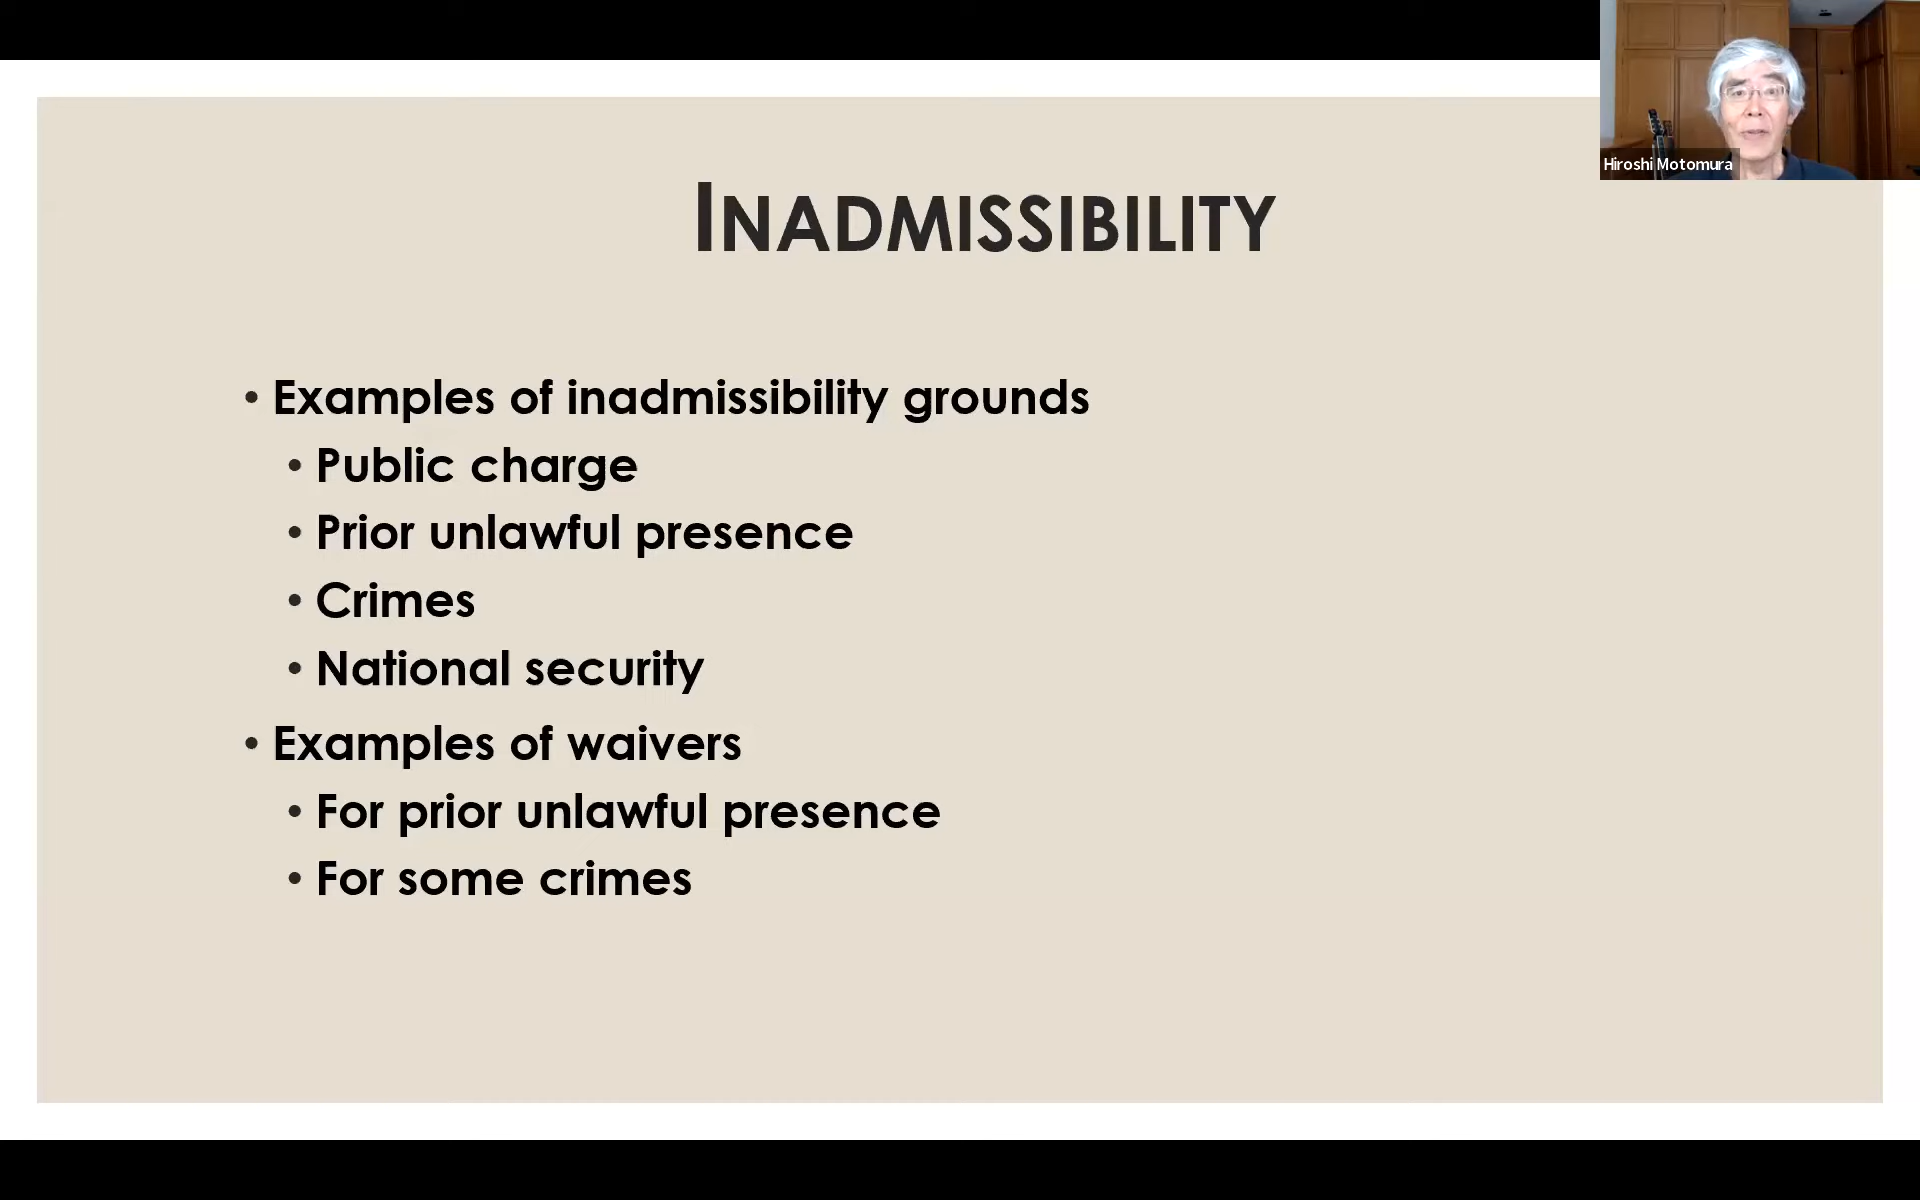 Hiroshi Motomura
INADMISSIBILITY
• Examples of inadmissibility grounds
• Public charge
• Prior unlawful presence
• Crimes
• National security
• Examples of waivers
• For prior unlawful presence
• For some crimes